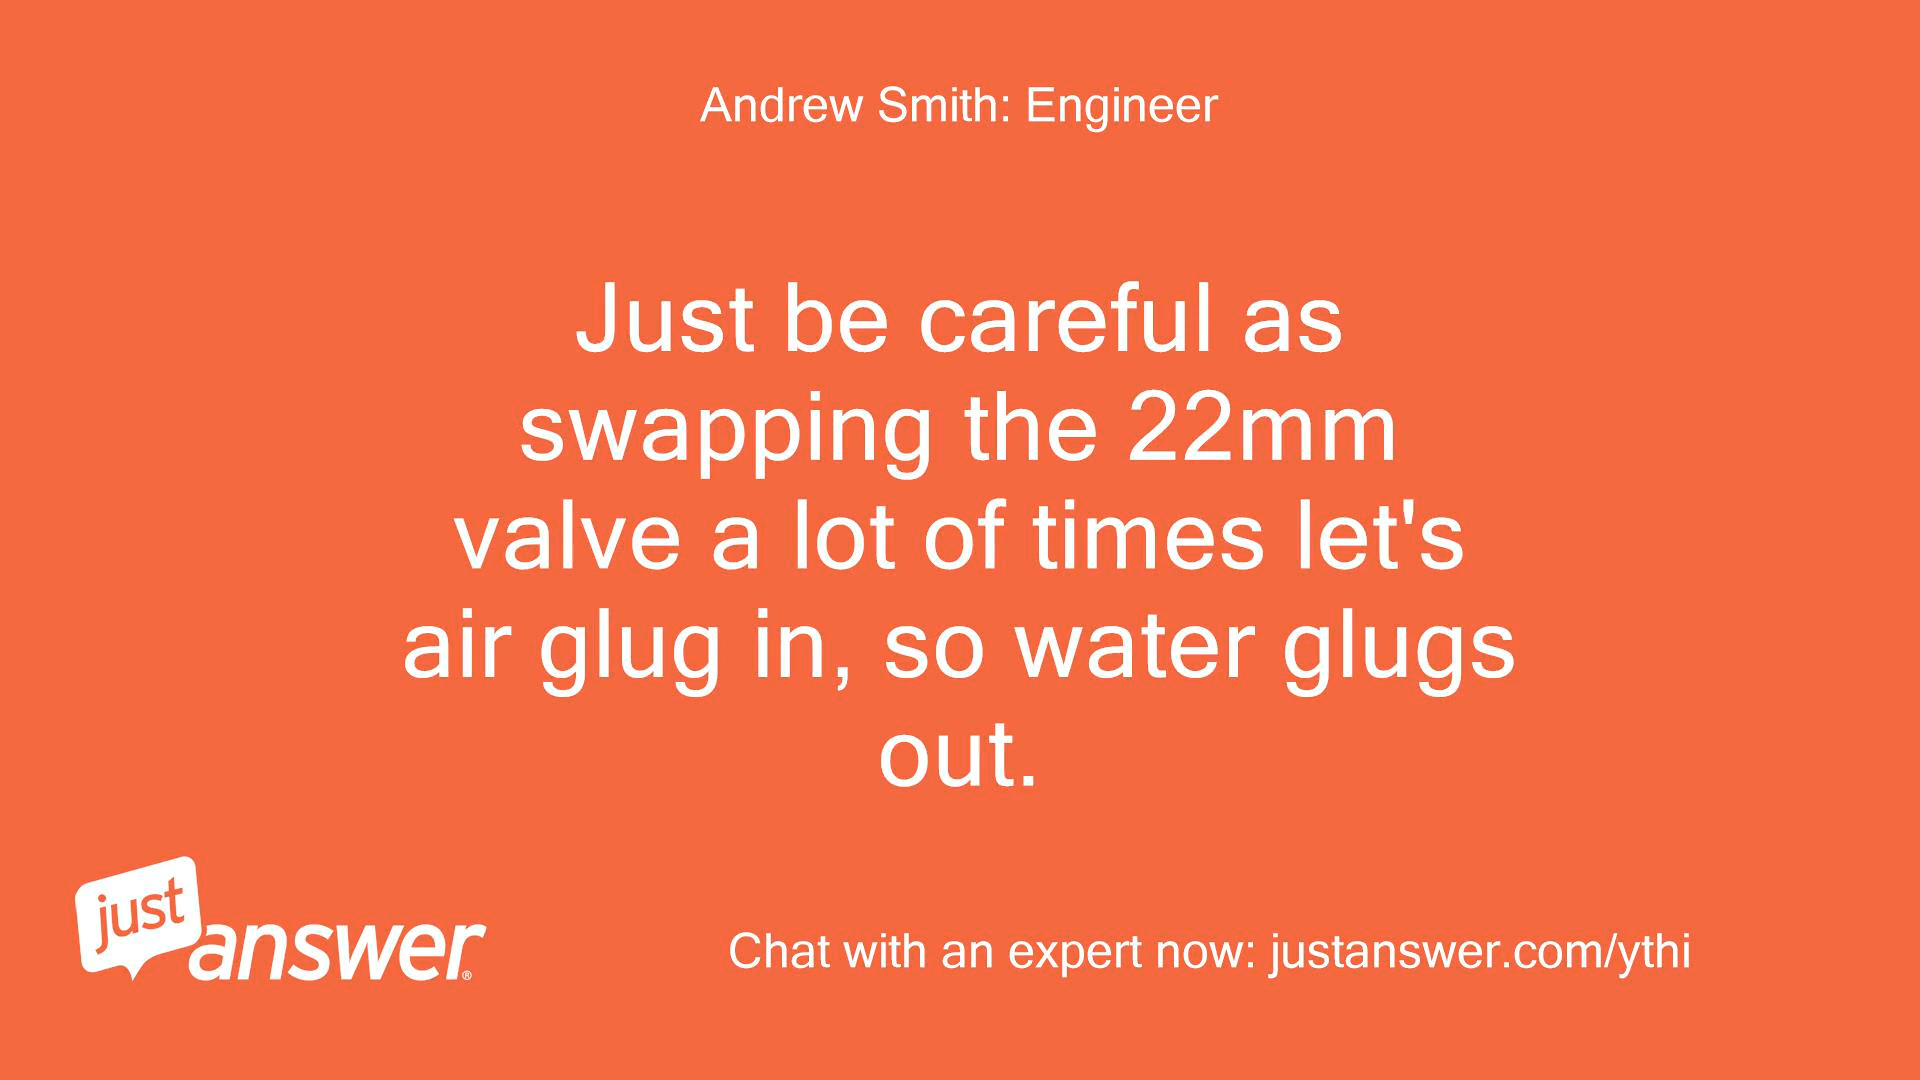 Andrew Smith: Engineer
Just be careful as
swapping the 22mm
valve a lot of times let's
air glug in, so water glugs
out.
just
answer®
Chat with an expert now: justanswer.com/ythi